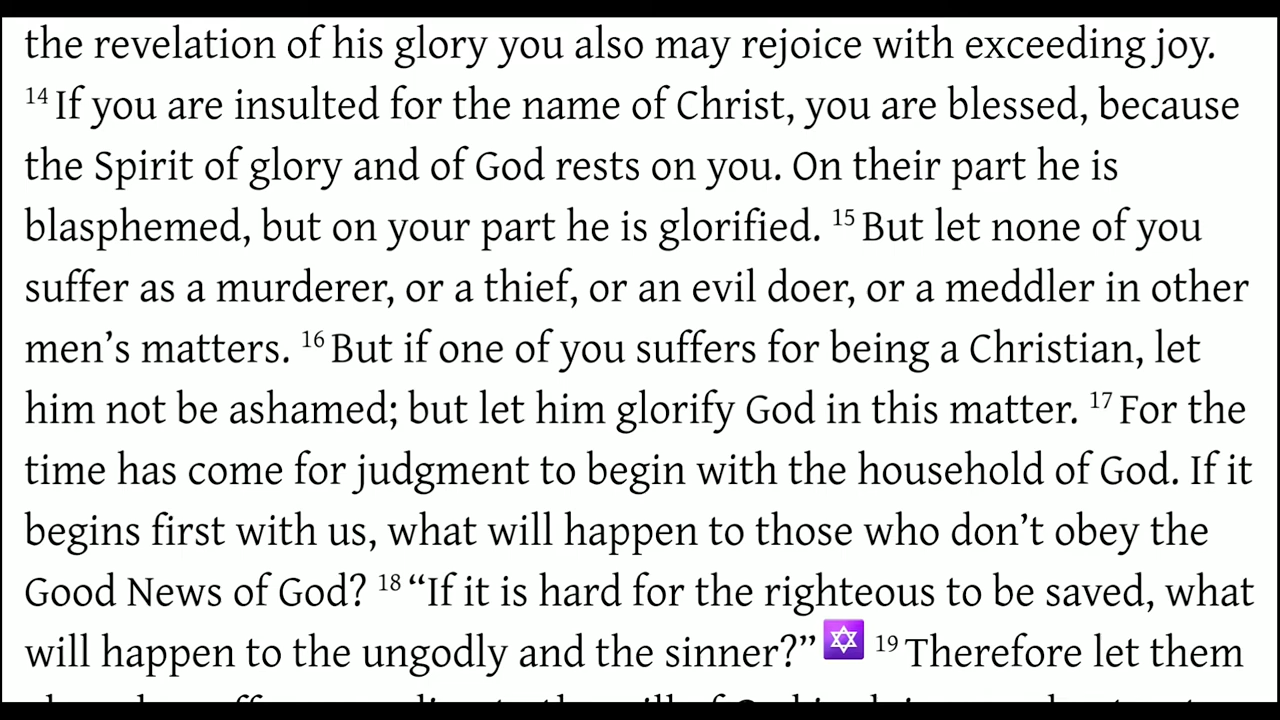 the revelation of his glory you also may rejoice with exceeding joy.
14 If you are insulted for the name of Christ, you are blessed, because
the Spirit of glory and of God rests on you. On their part he is
blasphemed, but on your part he is glorified. 15 But let none of you
suffer as a murderer, or a thief, or an evil doer, or a meddler in other
men’s matters. 16 But if one of you suffers for being a Christian, let
him not be ashamed; but let him glorify God in this matter. 17 For the
time has come for judgment to begin with the household of God. If it
begins first with us, what will happen to those who don’t obey the
Good News of God? 18 “If it is hard for the righteous to be saved, what
will happen to the ungodly and the sinner?” 🔯 19 Therefore let them